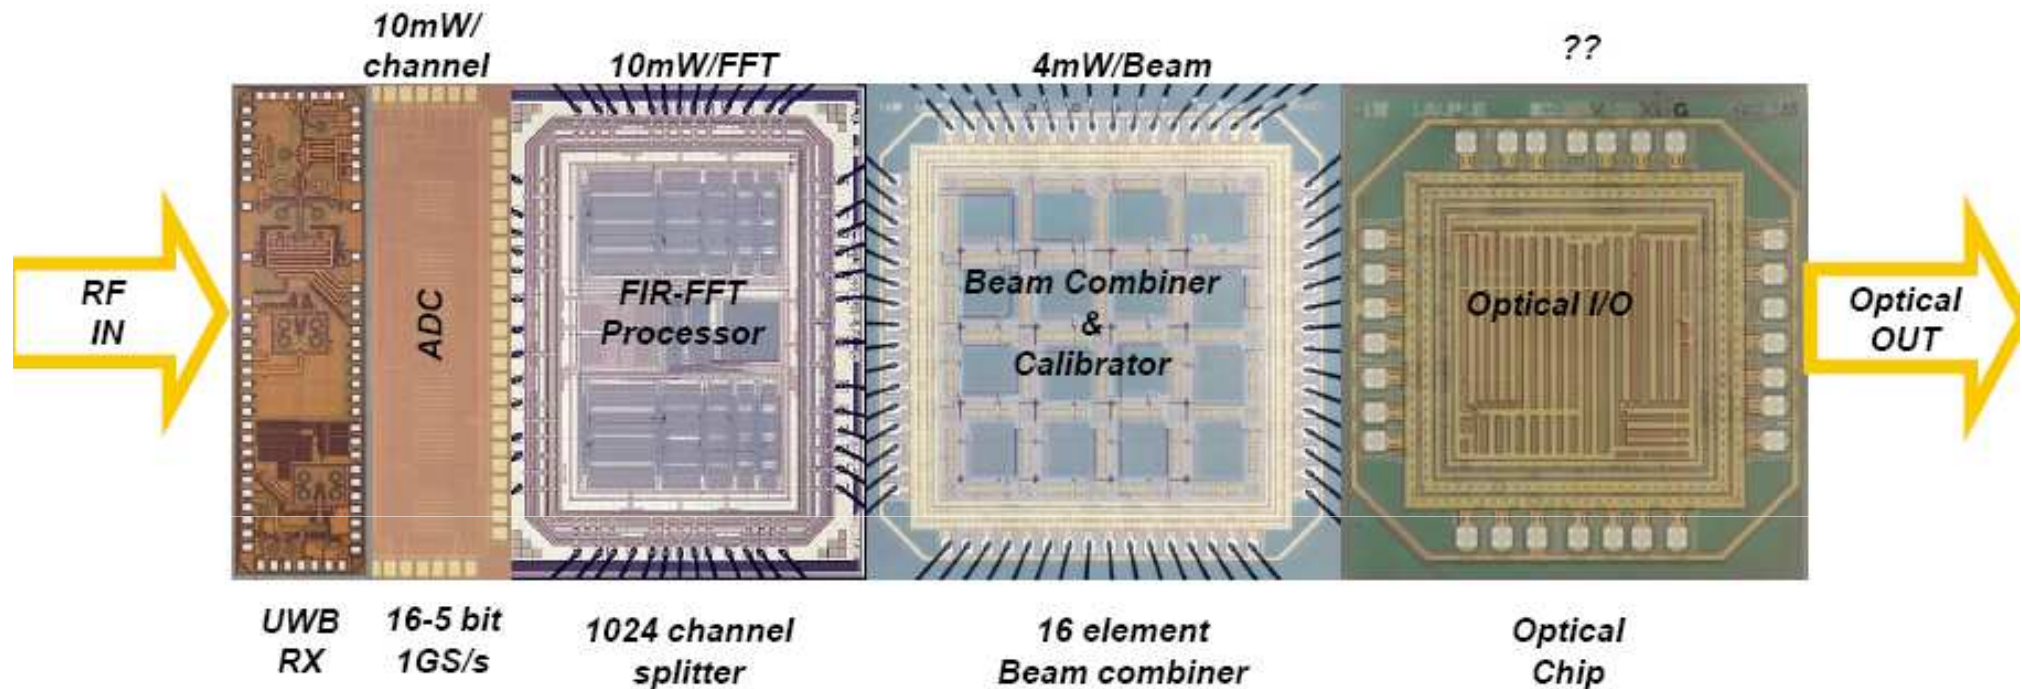 10mW/
channel
10mW/FFT
4mW/Beam
??
RF
IN
ADC
FIR-FFT
Processor
Beam Combiner
&
Calibrator
Optical I/O
Optical
OUT
UWB
RX
16-5 bit
1GS/s
1024 channel
splitter
16 element
Beam combiner
Optical
Chip